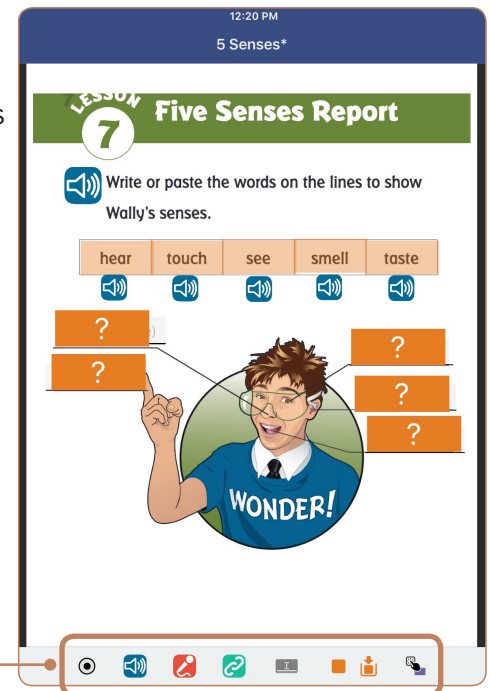 12:20 PM
5 Senses*
s
LESSON
7
Five Senses Report
Write or paste the words on the lines to show
Wally's senses.
hear touch see smell taste
?
?
?
?
?
WONDER!